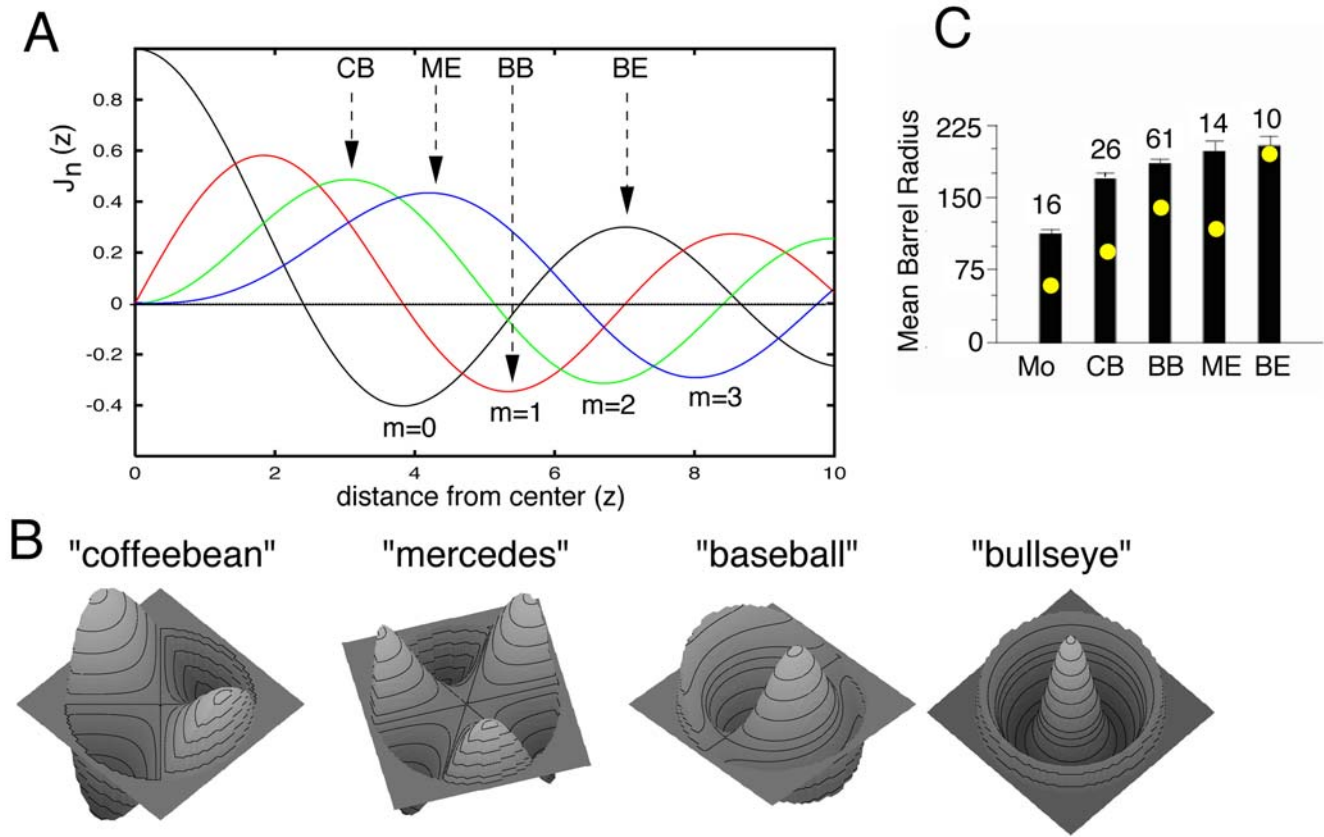 A
CB ME BB BE
0.8
0.6
0.4
0.2
0
-0.2
-0.4
J_n (z)
m=0
m=1
m=2
m=3
0 2 4 6 8 10
distance from center (z)
C
225
150
75
0
Mean Barrel Radius
16 26 61 14 10
Mo CB BB ME BE
B
"coffeebean" "mercedes" "baseball" "bullseye"